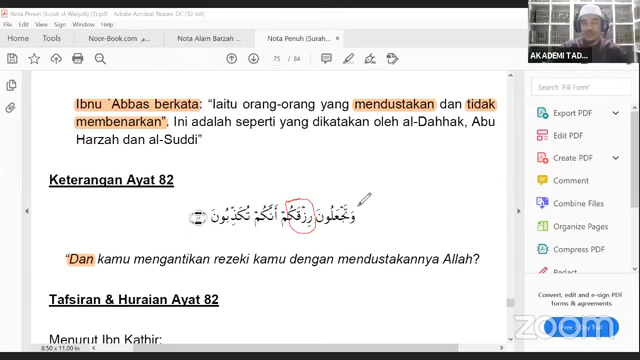 Nota Penuh (Surah al-Waqiah) (3).pdf - Adobe Acrobat Reader DC (32-bit)
File Edit View Sign Window Help
Home Tools Noor-Book.com م... Nota Alam Barzah Nota Penuh (Surah... ×
75 / 84
AKADEMI TAD...
Ibnu `Abbas berkata: “Iaitu orang-orang yang mendustakan dan tidak
membenarkan”. Ini adalah seperti yang dikatakan oleh al-Dahhak, Abu
Harzah dan al-Suddi”
Keterangan Ayat 82
وَتَجْعَلُونَ رِزْقَكُمْ أَنَّكُمْ تُكَذِّبُونَ
“Dan kamu mengantikan rezeki kamu dengan mendustakannya Allah?
Tafsiran & Huraian Ayat 82
Menurut Ibn Kathir:
8.50 x 11.00 in
Search 'Fill Form'
Export PDF
Edit PDF
Create PDF
Comment
Combine Files
Organize Pages
Compress PDF
Redact
Convert, edit and e-sign PDF
forms & agreements
Free 7-Day Trial
zoom